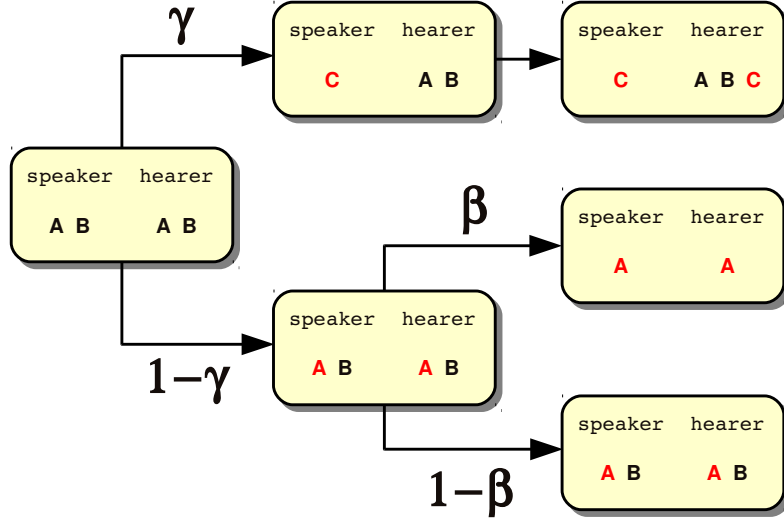 γ
speaker hearer
C A B
speaker hearer
C A B C
speaker hearer
A B A B
β
speaker hearer
A A
1−γ
speaker hearer
A B A B
1−β
speaker hearer
A B A B